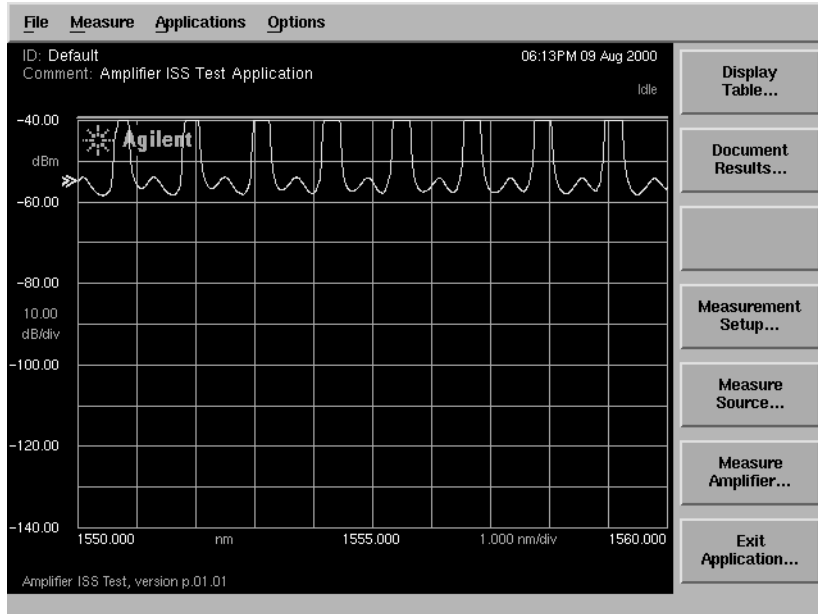 File Measure Applications Options
ID: Default
06:13PM 09 Aug 2000
Comment: Amplifier ISS Test Application
Idle
-40.00
Agilent
dBm
-60.00
-80.00
10.00
dB/div
-100.00
-120.00
-140.00
1550.000 nm 1555.000 1.000 nm/div 1560.000
Amplifier ISS Test, version p.01.01
Display
Table...
Document
Results...
Measurement
Setup...
Measure
Source...
Measure
Amplifier...
Exit
Application...